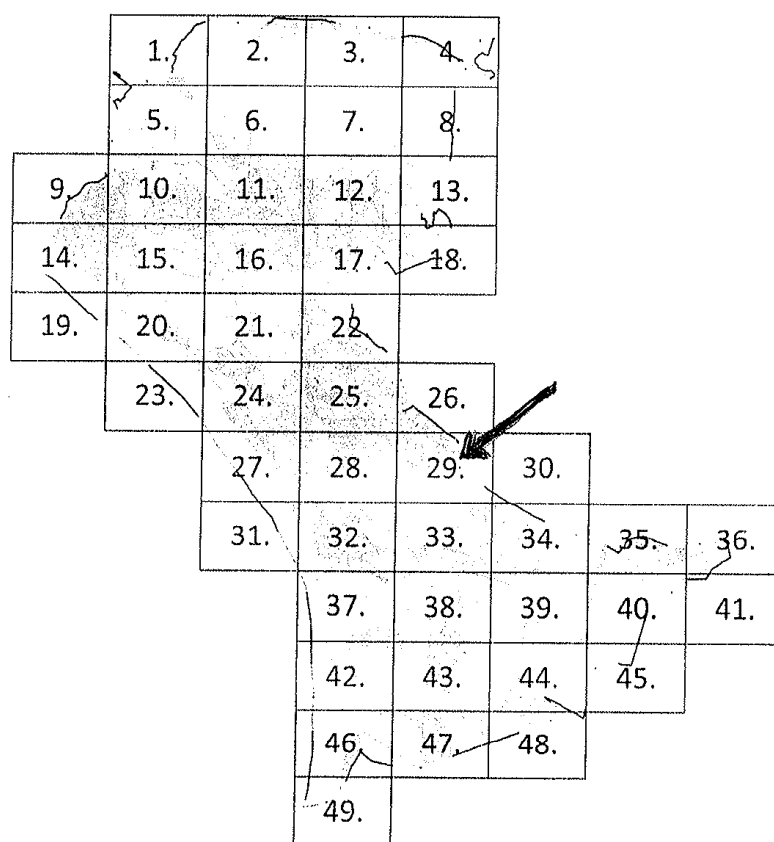 1. 2. 3. 4.
5. 6. 7. 8.
9. 10. 11. 12. 13.
14. 15. 16. 17. 18.
19. 20. 21. 22
23. 24. 25. 26.
27. 28. 29. 30.
31. 32. 33. 34. 35. 36.
37. 38. 39. 40. 41.
42. 43. 44. 45.
46. 47. 48.
49.